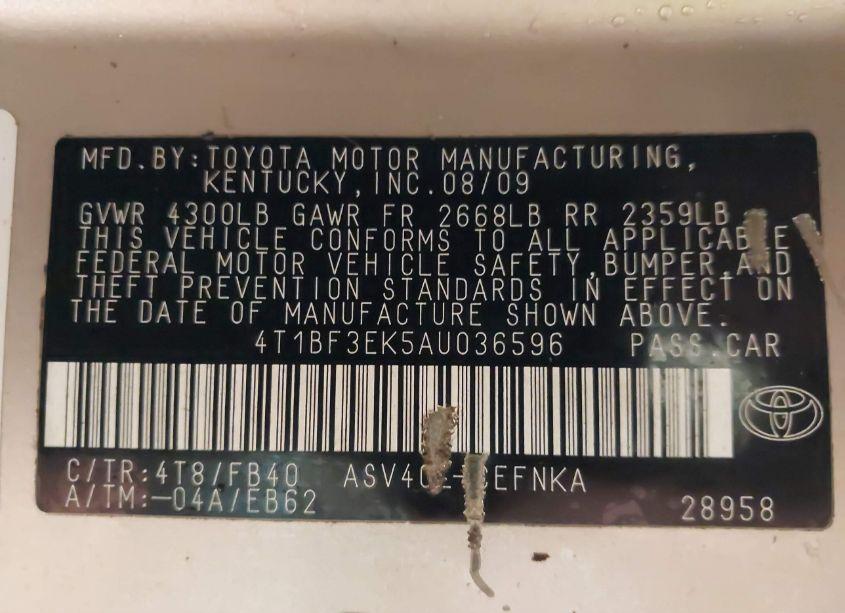 MFD.BY:TOYOTA MOTOR MANUFACTURING,
KENTUCKY,INC.08/09
GVWR 4300LB GAWR FR 2668LB RR 2359LB
THIS VEHICLE CONFORMS TO ALL APPLICABLE
FEDERAL MOTOR VEHICLE SAFETY,BUMPER,AND
THEFT PREVENTION STANDARDS IN EFFECT ON
THE DATE OF MANUFACTURE SHOWN ABOVE.
4T1BF3EK5AU036596 PASS.CAR
C/TR:4T8/FB40
A/TM:-04A/EB62 28958